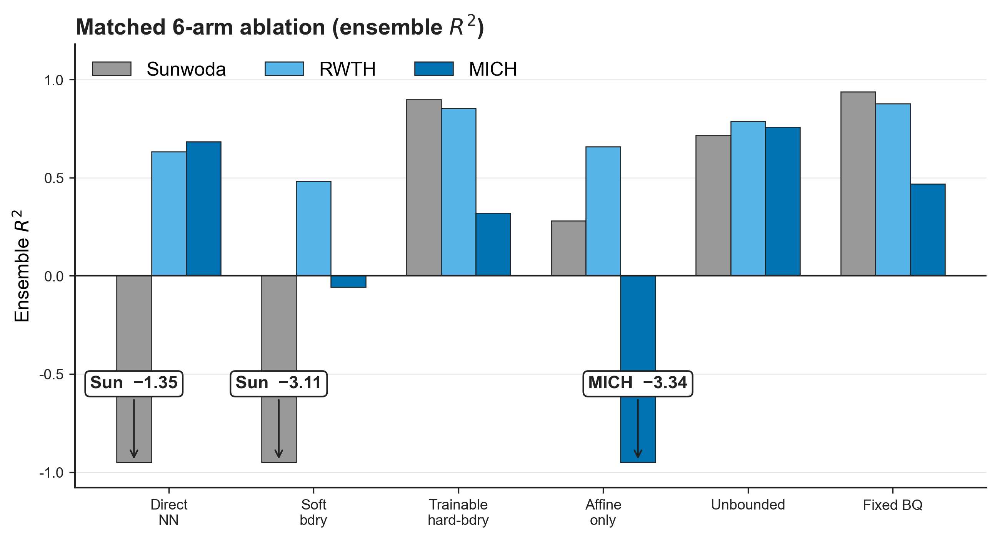 Matched 6-arm ablation (ensemble R²)
Sunwoda RWTH MICH
Ensemble R²
1.0
0.5
0.0
-0.5
-1.0
Sun −1.35
Sun −3.11
MICH −3.34
Direct
NN
Soft
bdry
Trainable
hard-bdry
Affine
only
Unbounded
Fixed BQ